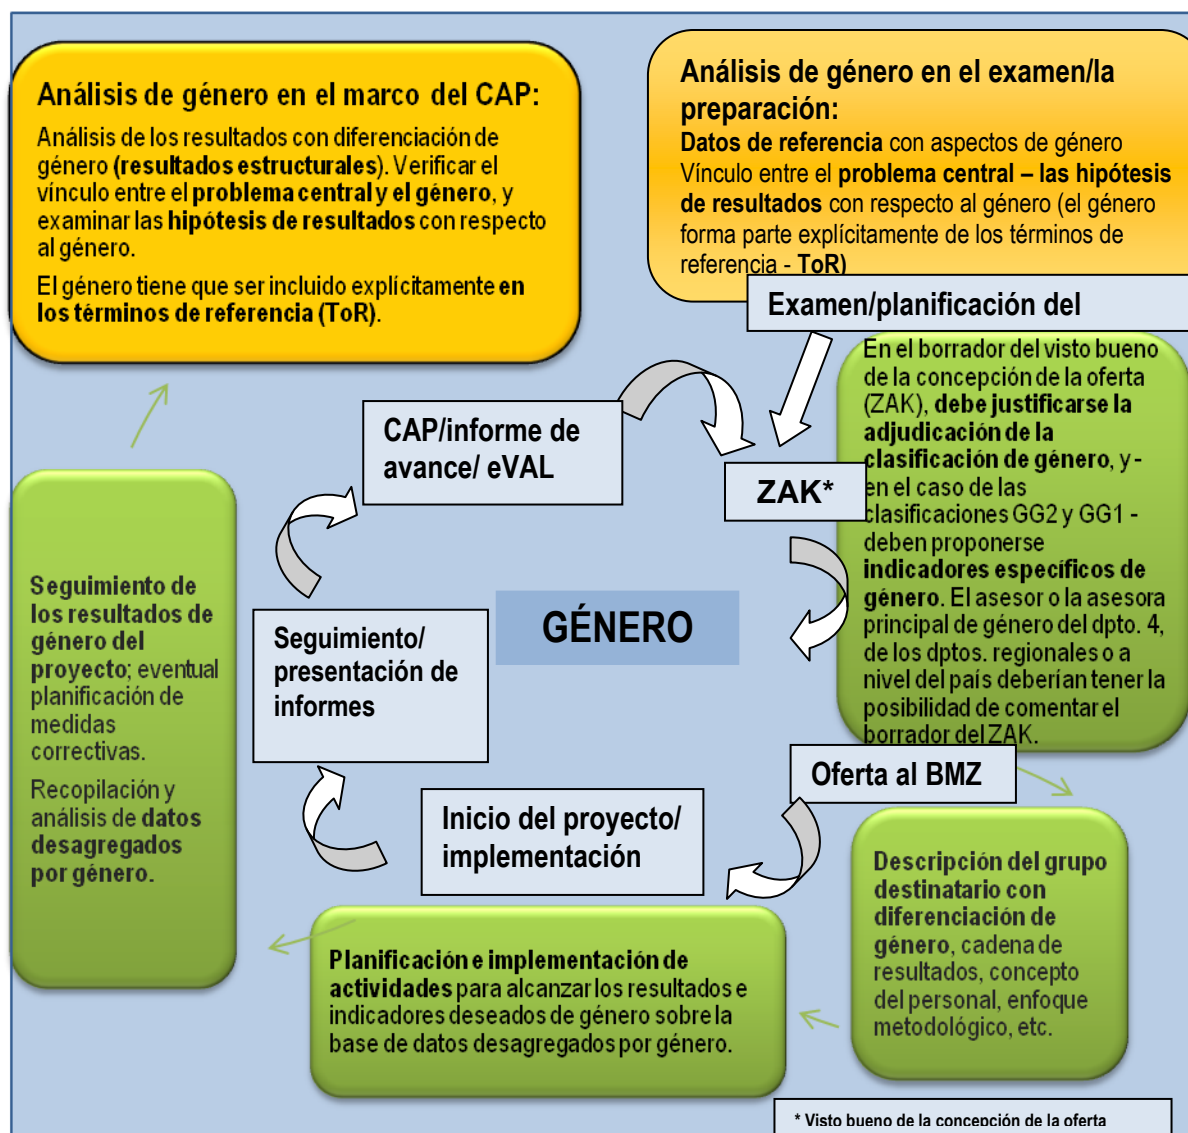 Análisis de género en el marco del CAP:
Análisis de los resultados con diferenciación de
género (resultados estructurales). Verificar el
vínculo entre el problema central y el género, y
examinar las hipótesis de resultados con respecto
al género.
El género tiene que ser incluido explícitamente en
los términos de referencia (ToR).
Análisis de género en el examen/la
preparación:
Datos de referencia con aspectos de género
Vínculo entre el problema central – las hipótesis
de resultados con respecto al género (el género
forma parte explícitamente de los términos de
referencia - ToR)
Examen/planificación del
En el borrador del visto bueno
de la concepción de la oferta
(ZAK), debe justificarse la
adjudicación de la
clasificación de género, y -
en el caso de las
clasificaciones GG2 y GG1 -
deben proponerse
indicadores específicos de
género. El asesor o la asesora
principal de género del dpto. 4,
de los dptos. regionales o a
nivel del país deberían tener la
posibilidad de comentar el
borrador del ZAK.
CAP/informe de
avance/ eVAL
ZAK*
GÉNERO
Seguimiento/
presentación de
informes
Seguimiento de
los resultados de
género del
proyecto; eventual
planificación de
medidas
correctivas.
Recopilación y
análisis de datos
desagregados
por género.
Oferta al BMZ
Inicio del proyecto/
implementación
Descripción del grupo
destinatario con
diferenciación de
género, cadena de
resultados, concepto
del personal, enfoque
metodológico, etc.
Planificación e implementación de
actividades para alcanzar los resultados e
indicadores deseados de género sobre la
base de datos desagregados por género.
* Visto bueno de la concepción de la oferta